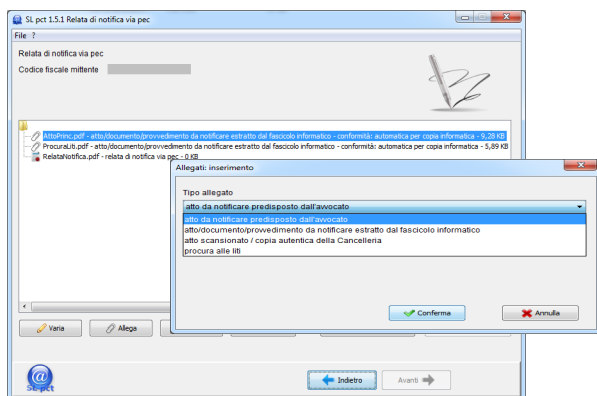 SL pct 1.5.1 Relata di notifica via pec
File ?
Relata di notifica via pec
Codice fiscale mittente
AttoPrinc.pdf - atto/documento/provvedimento da notificare estratto dal fascicolo informatico - conformità: automatica per copia informatica - 9,28 KB
ProcuraLiti.pdf - atto/documento/provvedimento da notificare estratto dal fascicolo informatico - conformità: automatica per copia informatica - 5,89 KB
RelataNotifica.pdf - relata di notifica via pec - 0 KB
Allegati: inserimento
Tipo allegato
atto da notificare predisposto dall'avvocato
atto da notificare predisposto dall'avvocato
atto/documento/provvedimento da notificare estratto dal fascicolo informatico
atto scansionato / copia autentica della Cancelleria
procura alle liti
Conferma Annulla
Varia Allega
SL pct
Indietro Avanti